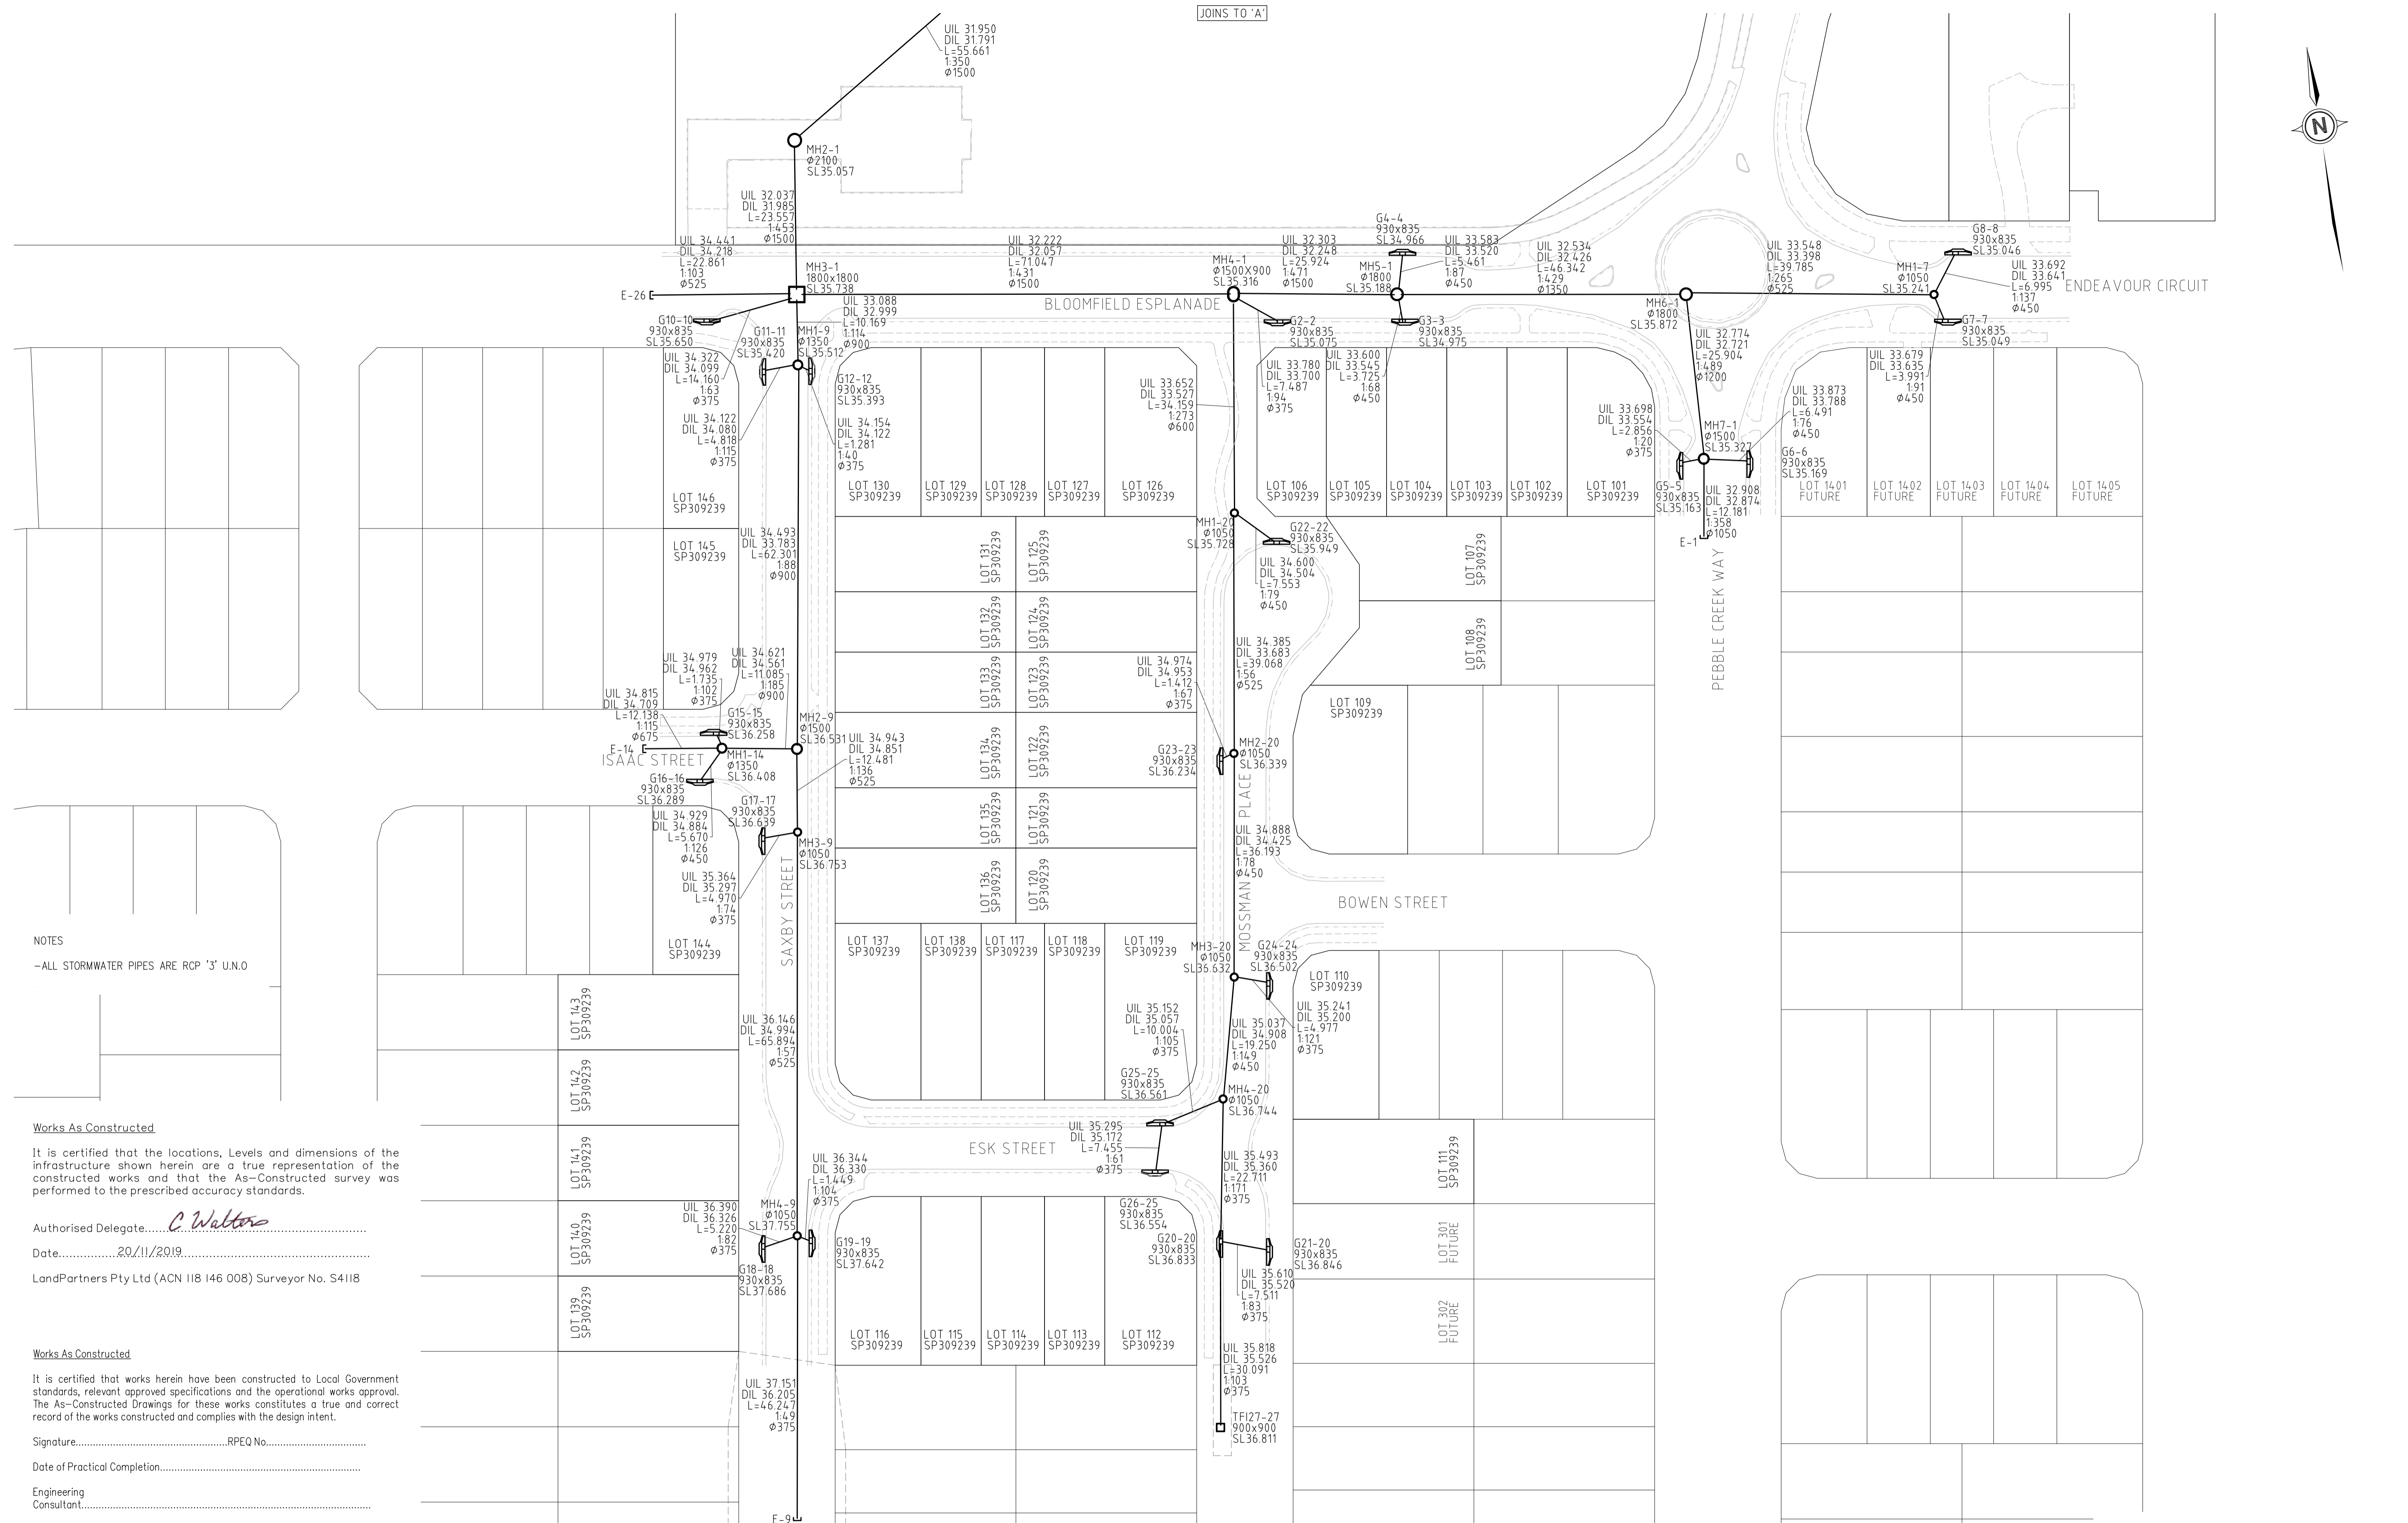 JOINS TO 'A'
UIL 31.950
DIL 31.791
L=55.661
1:350
Ø1500
MH2-1
Ø2100
SL35.057
UIL 32.037
DIL 31.985
L=23.557
1:453
Ø1500
UIL 34.441
DIL 34.218
L=22.861
1:103
Ø525
MH3-1
1800x1800
SL35.738
UIL 32.222
DIL 32.057
L=71.047
1:431
Ø1500
MH4-1
Ø1500X900
SL35.316
UIL 32.303
DIL 32.248
L=25.924
1:471
Ø1500
G4-4
930x835
SL34.966
MH5-1
Ø1800
SL35.188
UIL 33.583
DIL 33.520
L=5.461
1:87
Ø450
UIL 32.534
DIL 32.426
L=46.342
1:429
Ø1350
MH6-1
Ø1800
SL35.872
UIL 33.548
DIL 33.398
L=39.785
1:265
Ø525
MH1-7
Ø1050
SL35.241
G8-8
930x835
SL35.046
UIL 33.692
DIL 33.641
L=6.995
1:137
Ø450
ENDEAVOUR CIRCUIT
N
E-26
BLOOMFIELD ESPLANADE
G10-10
930x835
SL35.650
G11-11
930x835
SL35.420
MH1-9
Ø1350
SL35.512
UIL 33.088
DIL 32.999
L=10.169
1:114
Ø900
G2-2
930x835
SL35.075
G3-3
930x835
SL34.975
G7-7
930x835
SL35.049
UIL 34.322
DIL 34.099
L=14.160
1:63
Ø375
UIL 34.122
DIL 34.080
L=4.818
1:115
Ø375
G12-12
930x835
SL35.393
UIL 34.154
DIL 34.122
L=1.281
1:40
Ø375
UIL 33.652
DIL 33.527
L=34.159
1:273
Ø600
UIL 33.780
DIL 33.700
L=7.487
1:94
Ø375
UIL 33.600
DIL 33.545
L=3.725
1:68
Ø450
UIL 32.774
DIL 32.721
L=25.904
1:489
Ø1200
UIL 33.698
DIL 33.554
L=2.856
1:20
Ø375
MH7-1
Ø1500
SL35.327
UIL 33.873
DIL 33.788
L=6.491
1:76
Ø450
UIL 33.679
DIL 33.635
L=3.991
1:91
Ø450
G6-6
930x835
SL35.169
G5-5
930x835
SL35.163
UIL 32.908
DIL 32.874
L=12.181
1:358
Ø1050
E-1
LOT 146
SP309239
LOT 130
SP309239
LOT 129
SP309239
LOT 128
SP309239
LOT 127
SP309239
LOT 126
SP309239
LOT 106
SP309239
LOT 105
SP309239
LOT 104
SP309239
LOT 103
SP309239
LOT 102
SP309239
LOT 101
SP309239
LOT 1401
FUTURE
LOT 1402
FUTURE
LOT 1403
FUTURE
LOT 1404
FUTURE
LOT 1405
FUTURE
LOT 145
SP309239
UIL 34.493
DIL 33.783
L=62.301
1:88
Ø900
LOT 131
SP309239
LOT 125
SP309239
MH1-20
Ø1050
SL35.728
G22-22
930x835
SL35.949
UIL 34.600
DIL 34.504
L=7.553
1:79
Ø450
LOT 107
SP309239
PEBBLE CREEK WAY
LOT 132
SP309239
LOT 124
SP309239
LOT 108
SP309239
UIL 34.385
DIL 33.683
L=39.068
1:56
Ø525
UIL 34.979
DIL 34.962
L=1.735
1:102
Ø375
UIL 34.621
DIL 34.561
L=11.085
1:185
Ø900
LOT 133
SP309239
LOT 123
SP309239
UIL 34.974
DIL 34.953
L=1.412
1:67
Ø375
UIL 34.815
DIL 34.709
L=12.138
1:115
Ø675
G15-15
930x835
SL36.258
MH2-9
Ø1500
SL36.531
LOT 109
SP309239
E-14
ISAAC STREET
MH1-14
Ø1350
SL36.408
UIL 34.943
DIL 34.851
L=12.481
1:136
Ø525
LOT 134
SP309239
LOT 122
SP309239
G23-23
930x835
SL36.234
MH2-20
Ø1050
SL36.339
G16-16
930x835
SL36.289
G17-17
930x835
SL36.639
UIL 34.929
DIL 34.884
L=5.670
1:126
Ø450
MH3-9
Ø1050
SL36.753
LOT 135
SP309239
LOT 121
SP309239
MOSSMAN PLACE
UIL 34.888
DIL 34.425
L=36.193
1:78
Ø450
UIL 35.364
DIL 35.297
L=4.970
1:74
Ø375
SAXBY STREET
LOT 136
SP309239
LOT 120
SP309239
BOWEN STREET
LOT 144
SP309239
LOT 137
SP309239
LOT 138
SP309239
LOT 117
SP309239
LOT 118
SP309239
LOT 119
SP309239
MH3-20
Ø1050
SL36.632
G24-24
930x835
SL36.502
LOT 110
SP309239
NOTES
-ALL STORMWATER PIPES ARE RCP '3' U.N.O
LOT 143
SP309239
UIL 36.146
DIL 34.994
L=65.894
1:57
Ø525
UIL 35.152
DIL 35.057
L=10.004
1:105
Ø375
UIL 35.037
DIL 34.908
L=19.250
1:149
Ø450
UIL 35.241
DIL 35.200
L=4.977
1:121
Ø375
LOT 142
SP309239
G25-25
930x835
SL36.561
MH4-20
Ø1050
SL36.744
ESK STREET
UIL 35.295
DIL 35.172
L=7.455
1:61
Ø375
LOT 141
SP309239
UIL 36.344
DIL 36.330
L=1.449
1:104
Ø375
UIL 35.493
DIL 35.360
L=22.711
1:171
Ø375
LOT 111
SP309239
UIL 36.390
DIL 36.326
L=5.220
1:82
Ø375
MH4-9
Ø1050
SL37.755
G26-25
930x835
SL36.554
LOT 140
SP309239
G19-19
930x835
SL37.642
G20-20
930x835
SL36.833
G21-20
930x835
SL36.846
LOT 301
FUTURE
G18-18
930x835
SL37.686
UIL 35.610
DIL 35.520
L=7.511
1:83
Ø375
LOT 139
SP309239
LOT 302
FUTURE
LOT 116
SP309239
LOT 115
SP309239
LOT 114
SP309239
LOT 113
SP309239
LOT 112
SP309239
UIL 35.818
DIL 35.526
L=30.091
1:103
Ø375
UIL 37.151
DIL 36.205
L=46.247
1:49
Ø375
TFI27-27
900x900
SL36.811
Works As Constructed
It is certified that the locations, Levels and dimensions of the
infrastructure shown herein are a true representation of the
constructed works and that the As-Constructed survey was
performed to the prescribed accuracy standards.
Authorised Delegate.....C. Walters.....
Date.....20/11/2019.....
LandPartners Pty Ltd (ACN 118 146 008) Surveyor No. S4118
Works As Constructed
It is certified that works herein have been constructed to Local Government
standards, relevant approved specifications and the operational works approval.
The As-Constructed Drawings for these works constitutes a true and correct
record of the works constructed and complies with the design intent.
Signature..........RPEQ No..........
Date of Practical Completion..........
Engineering
Consultant..........